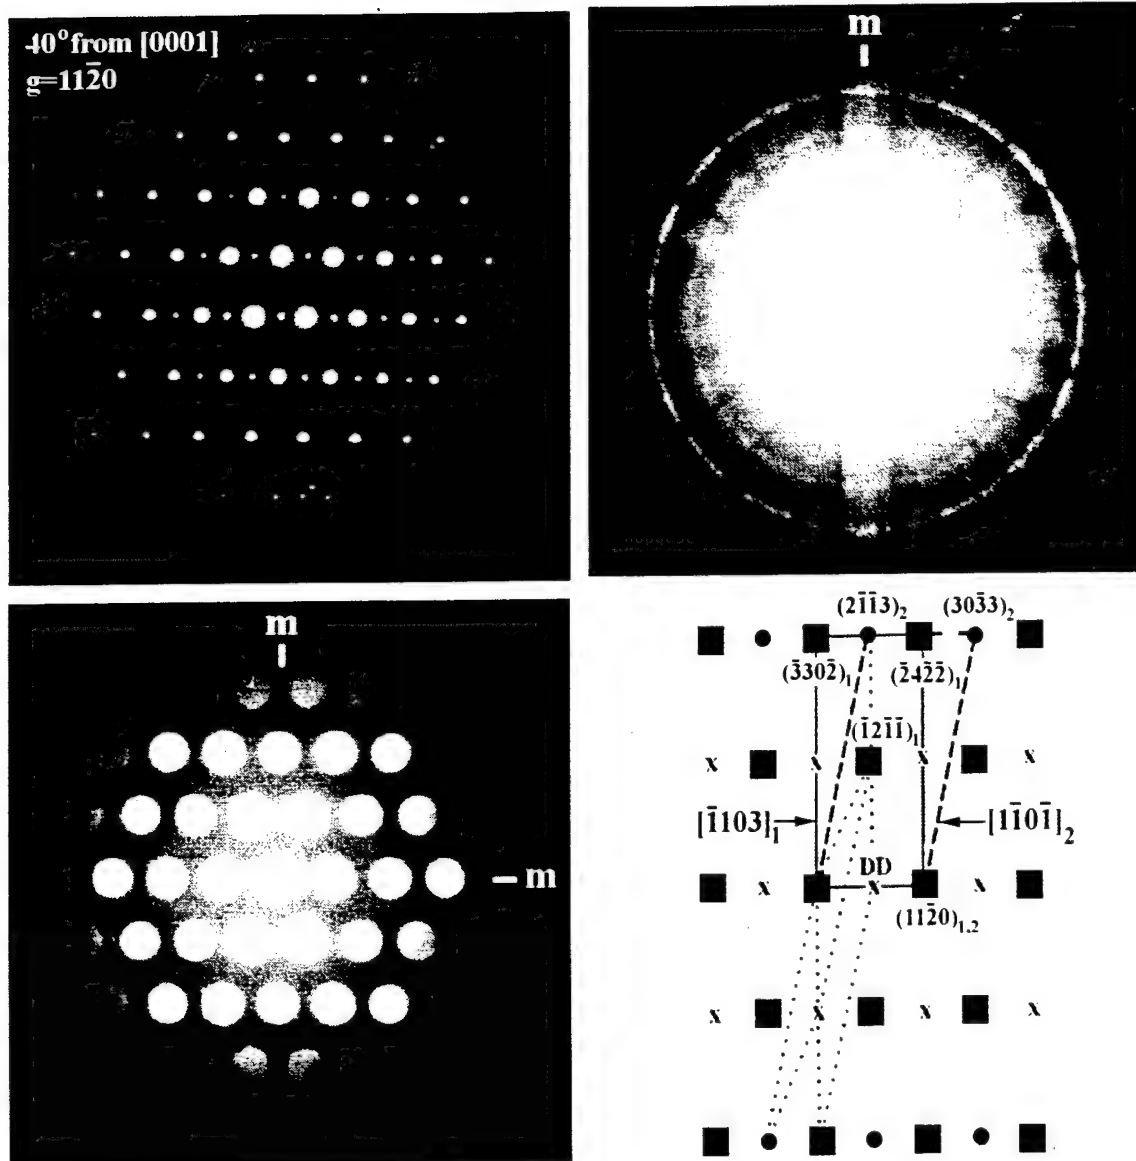 40° from [0001]
g=112̄0
m
m
m
(21̄1̄3)₂ (303̄3)₂
(3̄302̄)₁ (2̄42̄2̄)₁
(1̄21̄1̄)₁
x x x x
[1̄103]₁ [11̄01̄]₂
DD
x x x
(112̄0)₁,₂
x x x x